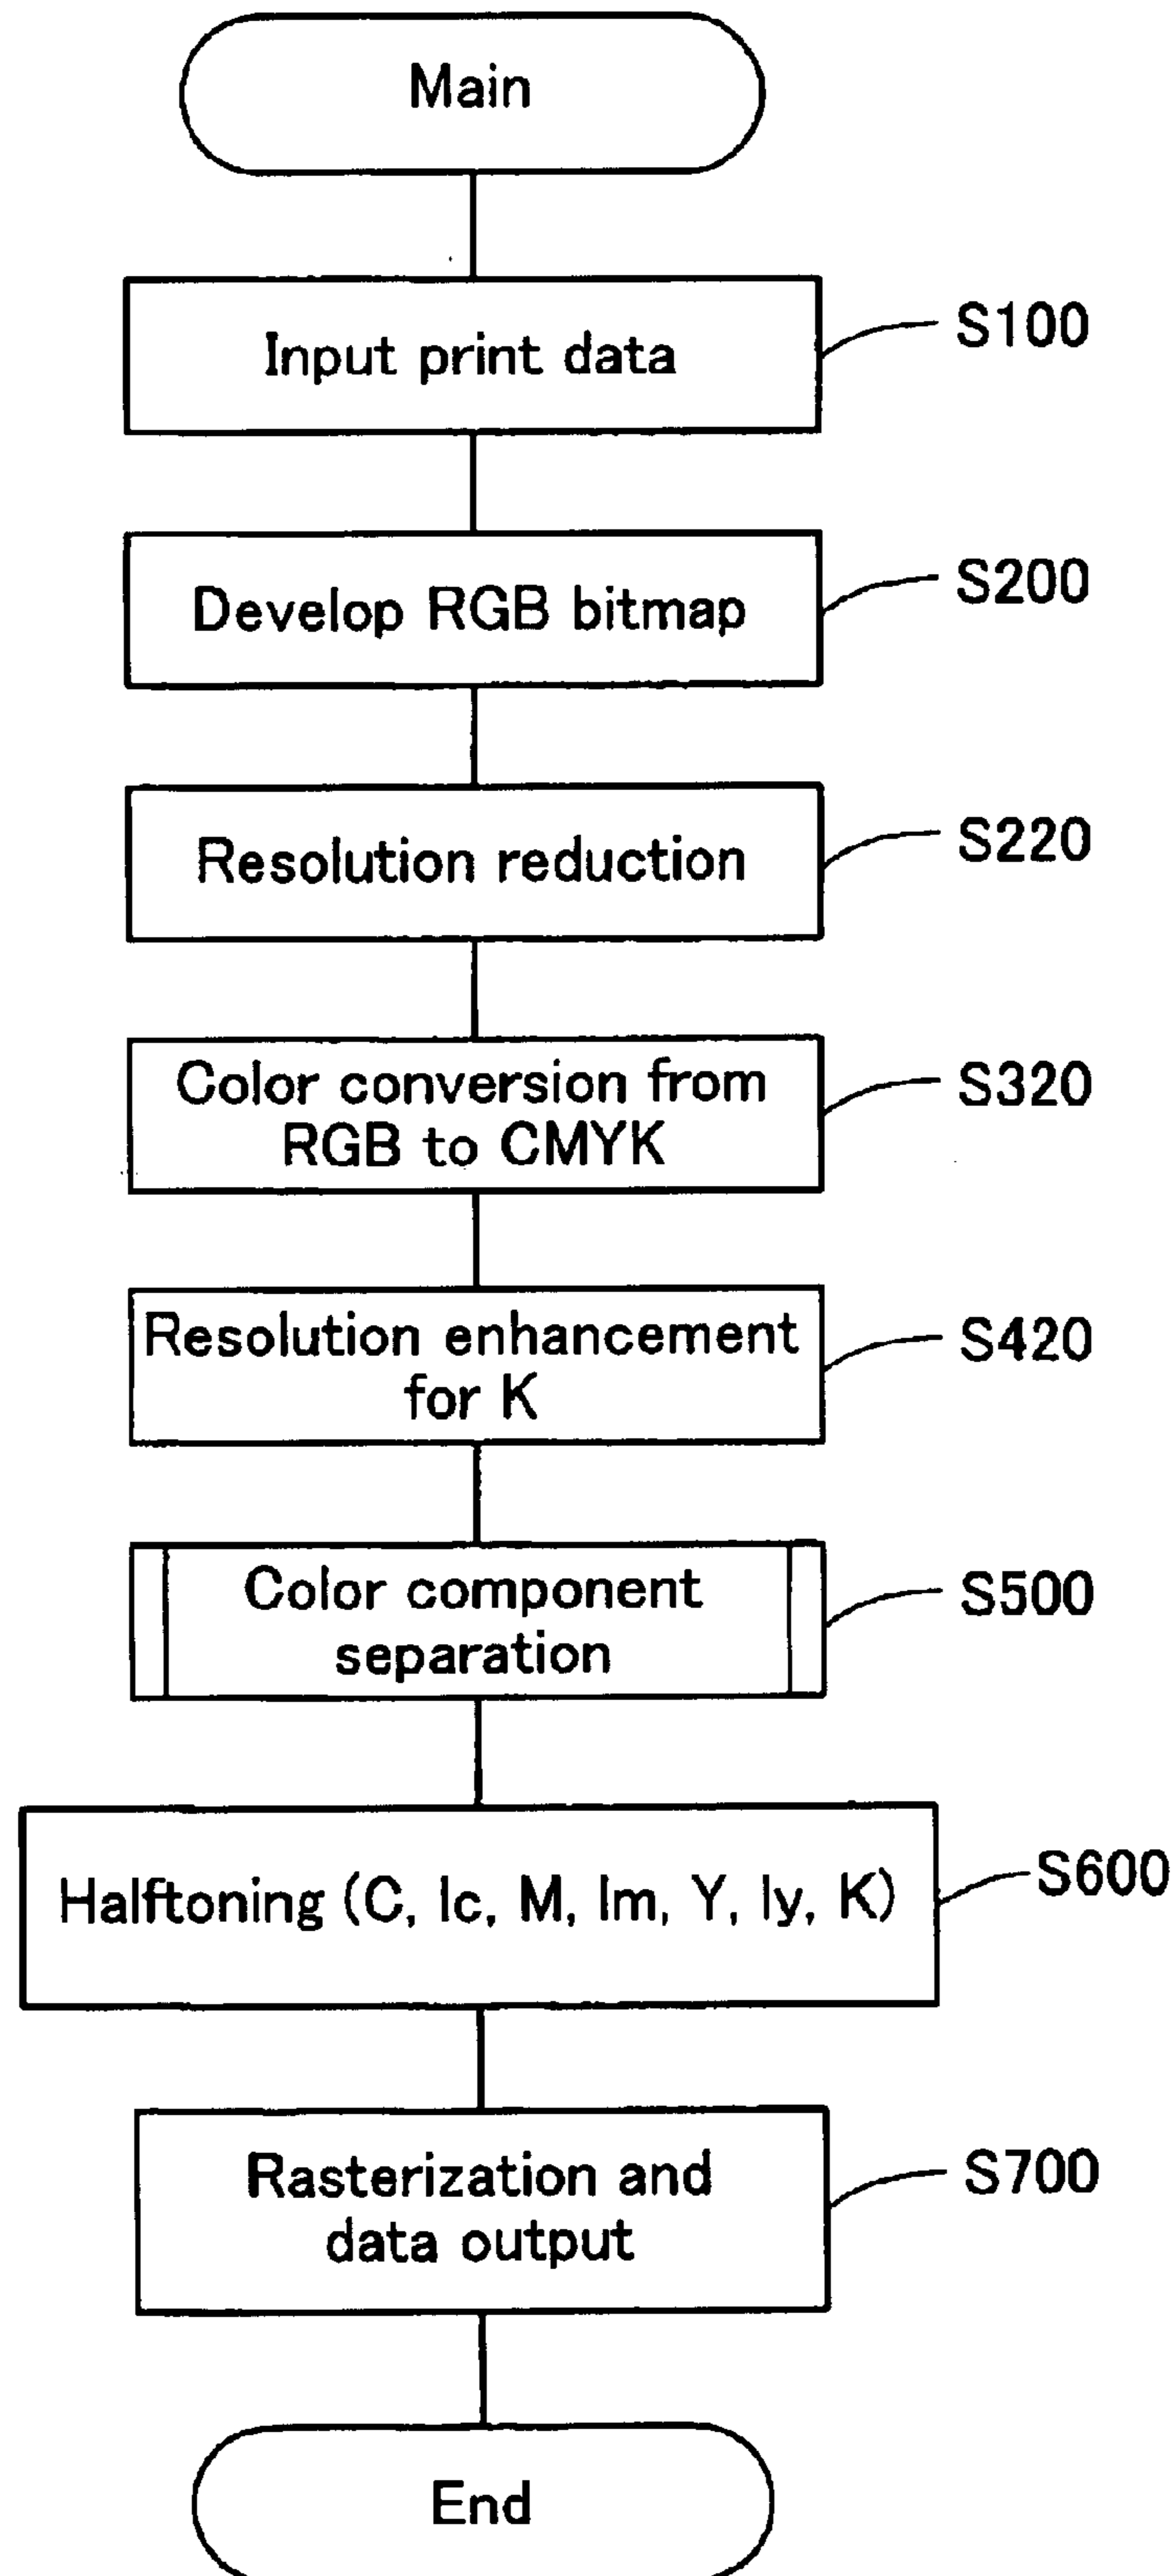 Main
Input print data
S100
Develop RGB bitmap
S200
Resolution reduction
S220
Color conversion from
RGB to CMYK
S320
Resolution enhancement
for K
S420
Color component
separation
S500
Halftoning (C, lc, M, lm, Y, ly, K)
S600
Rasterization and
data output
S700
End